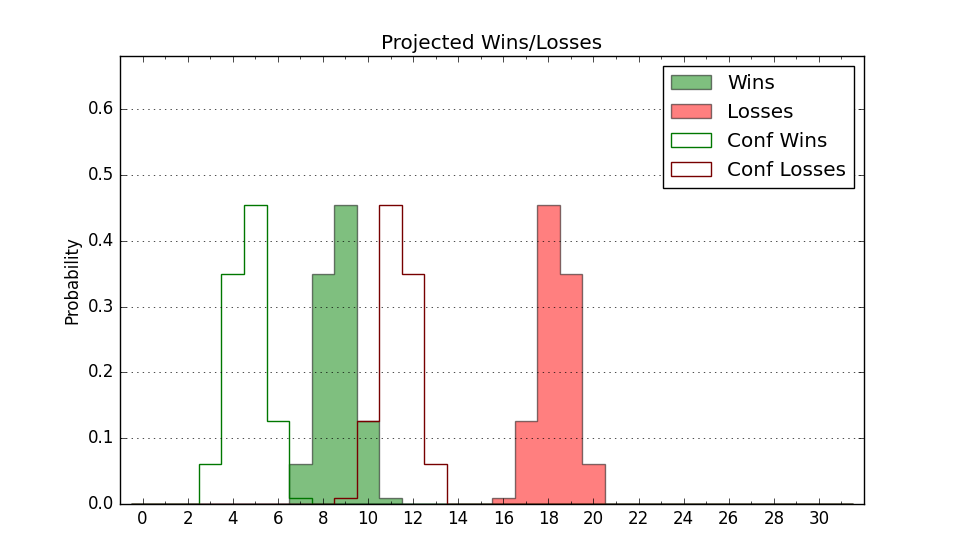 Projected Wins/Losses
Wins
Losses
Conf Wins
Conf Losses
Probability
0.6
0.5
0.4
0.3
0.2
0.1
0.0
0 2 4 6 8 10 12 14 16 18 20 22 24 26 28 30